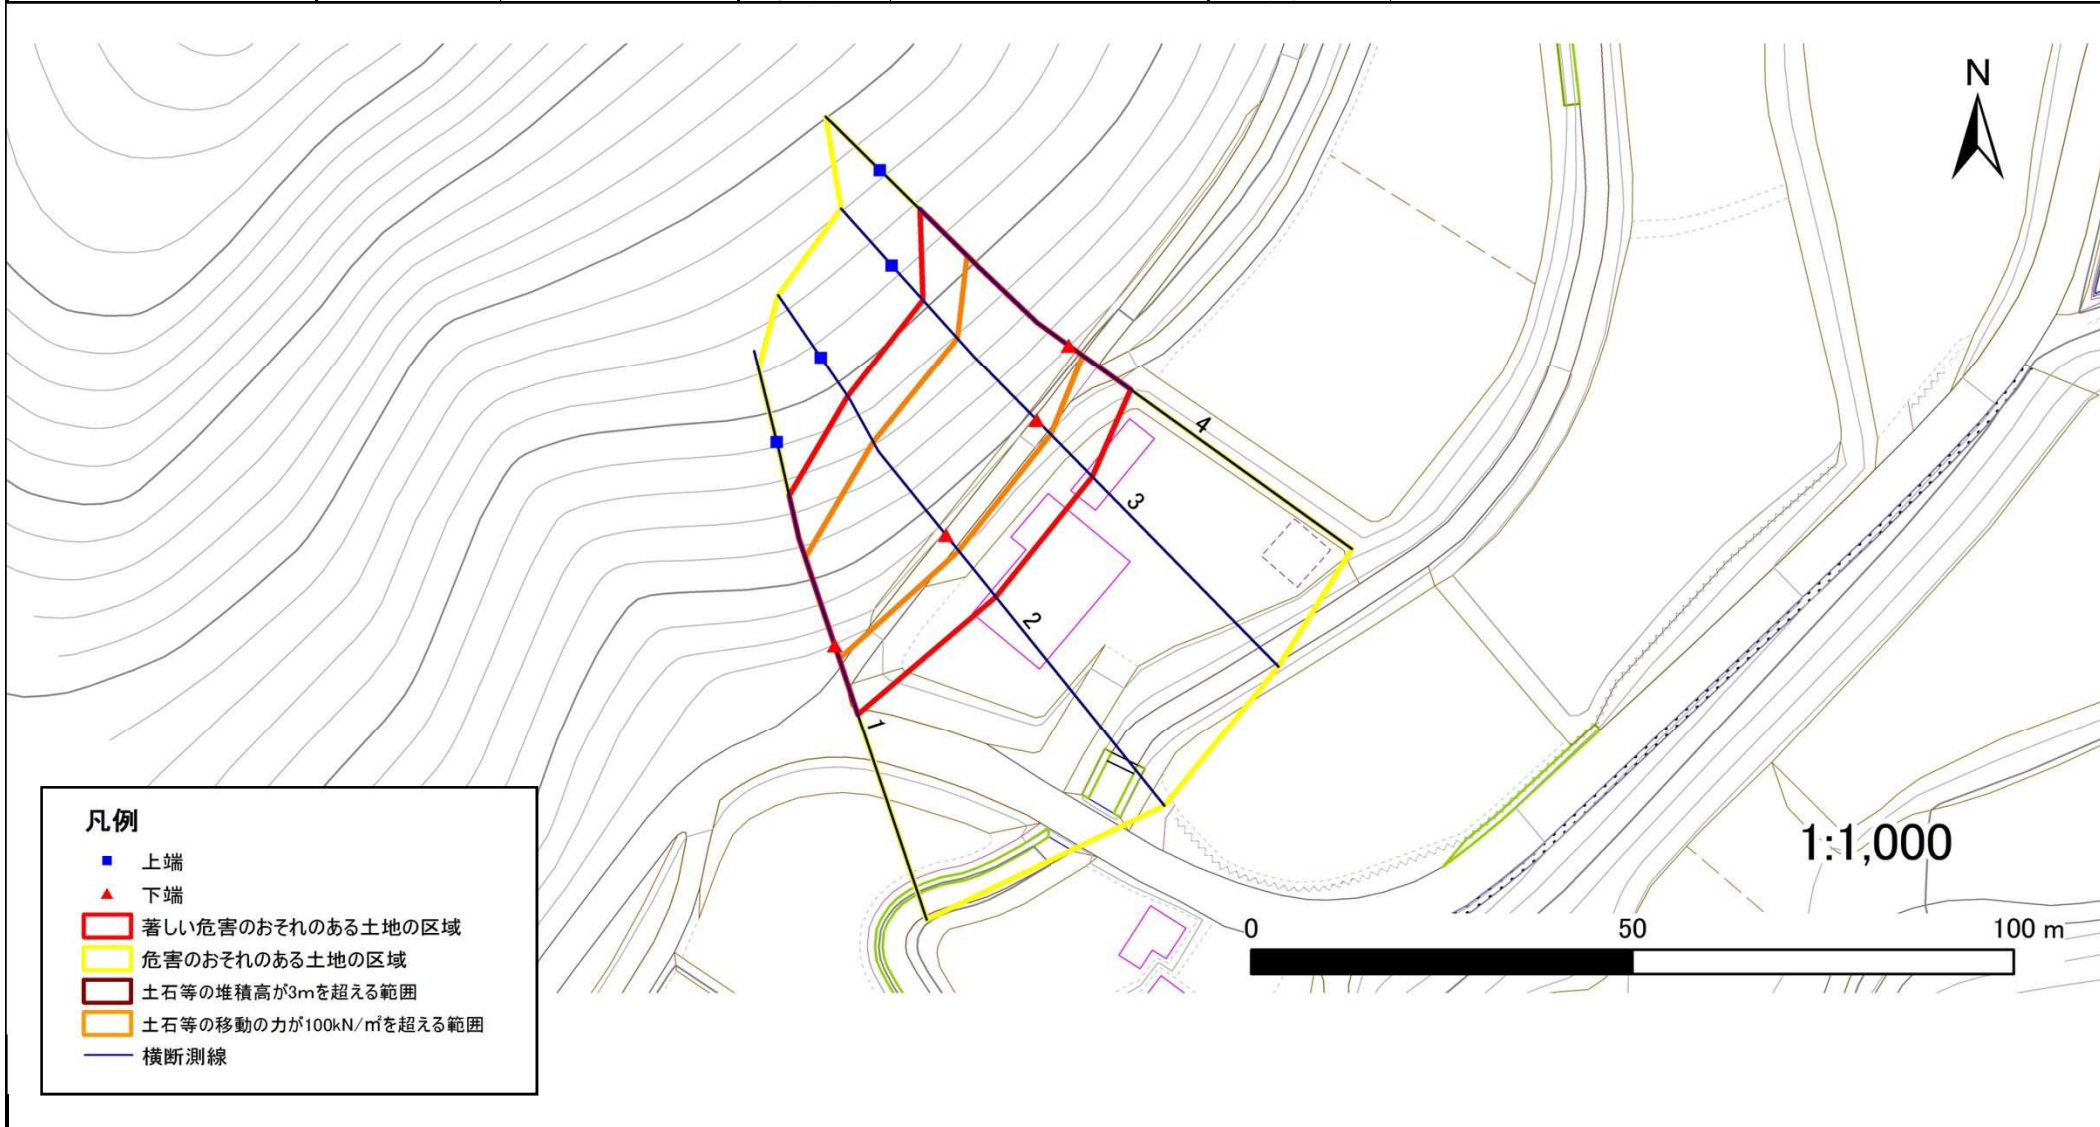 N
4
3
2
1
1:1,000
0 50 100 m
凡例
上端
下端
著しい危害のおそれのある土地の区域
危害のおそれのある土地の区域
土石等の堆積高が3mを超える範囲
土石等の移動の力が100kN/㎡を超える範囲
横断測線